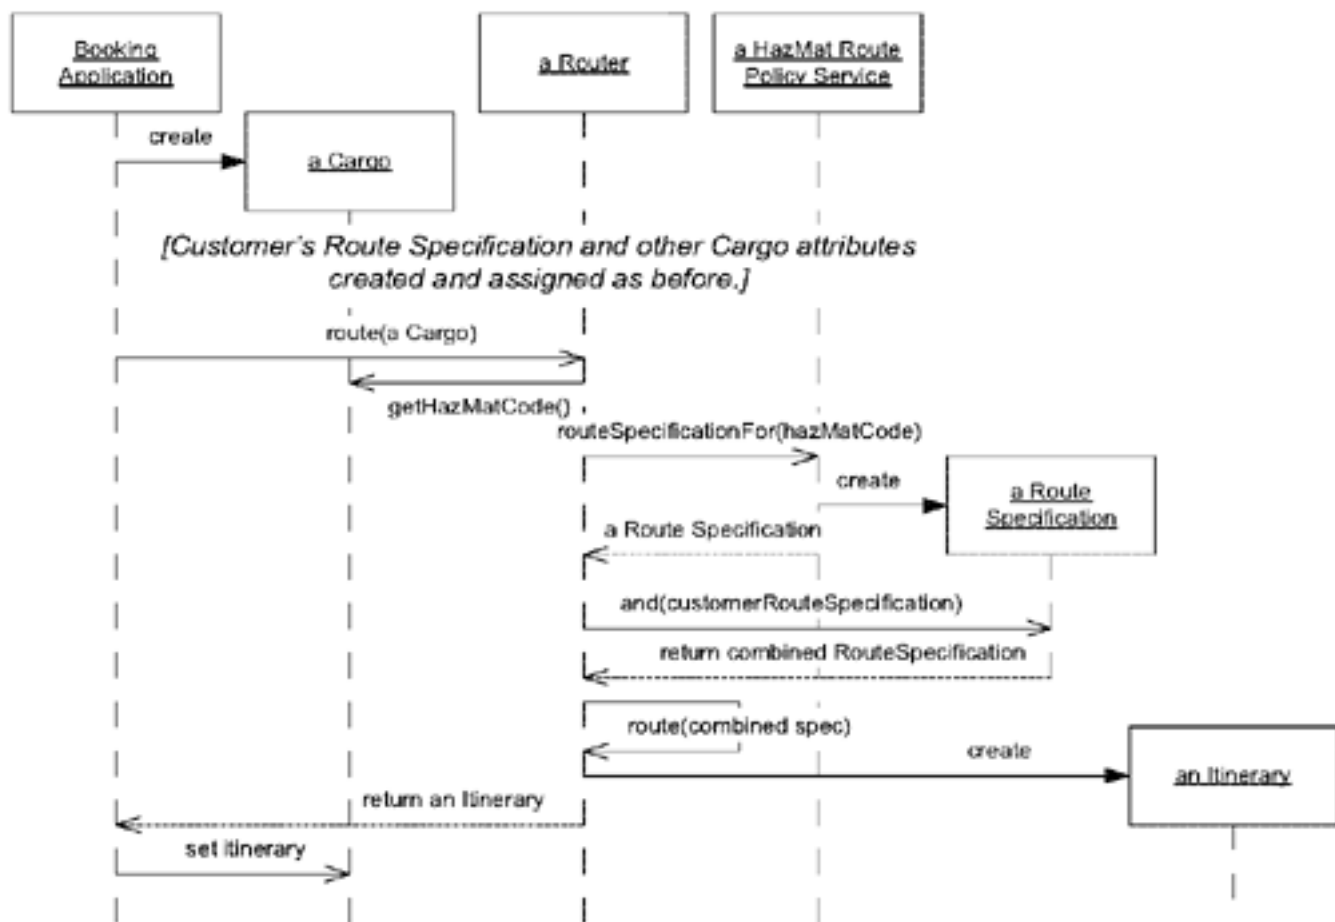 Booking
Application
a Router
a HazMat Route
Policy Service
create
a Cargo
[Customer's Route Specification and other Cargo attributes
created and assigned as before.]
route(a Cargo)
getHazMatCode()
routeSpecificationFor(hazMatCode)
create
a Route
Specification
a Route Specification
and(customerRouteSpecification)
return combined RouteSpecification
route(combined spec)
create
an Itinerary
return an Itinerary
set itinerary